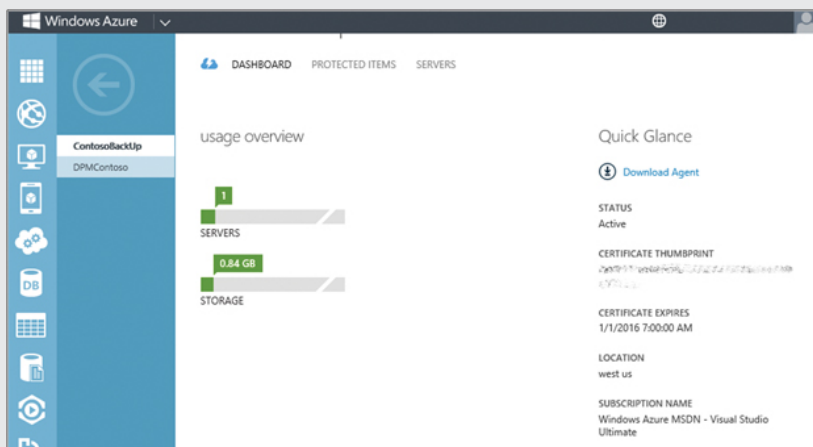 Windows Azure
DASHBOARD PROTECTED ITEMS SERVERS
ContosoBackUp
DPMContoso
usage overview
1
SERVERS
0.84 GB
STORAGE
DB
Quick Glance
Download Agent
STATUS
Active
CERTIFICATE THUMBPRINT
CERTIFICATE EXPIRES
1/1/2016 7:00:00 AM
LOCATION
west us
SUBSCRIPTION NAME
Windows Azure MSDN - Visual Studio
Ultimate